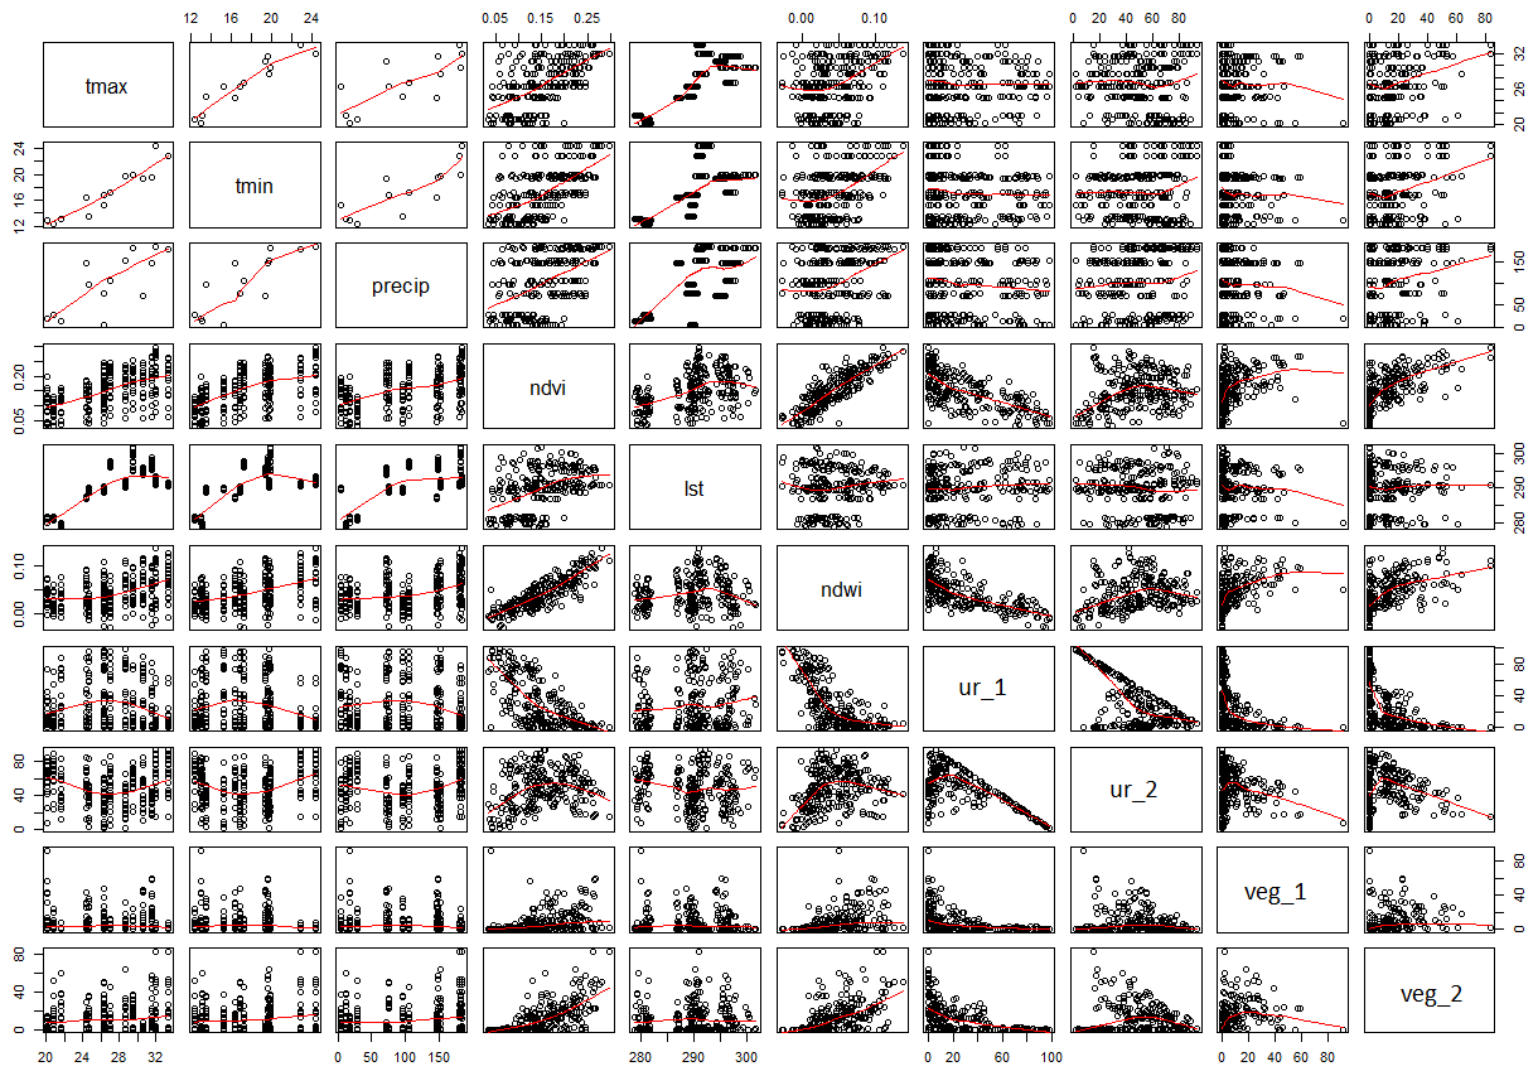 12 16 20 24 0.05 0.15 0.25 0.00 0.10 0 20 40 60 80 0 20 40 60 80
tmax 20 26 32
12 16 20 24 tmin
precip 0 50 150
0.05 0.20 ndvi
lst 280 290 300
0.00 0.10 ndwi
ur_1 0 40 80
0 40 80 ur_2
veg_1 0 40 80
0 40 80 veg_2
20 24 28 32 0 50 100 150 280 290 300 0 20 40 60 80 100 0 20 40 60 80